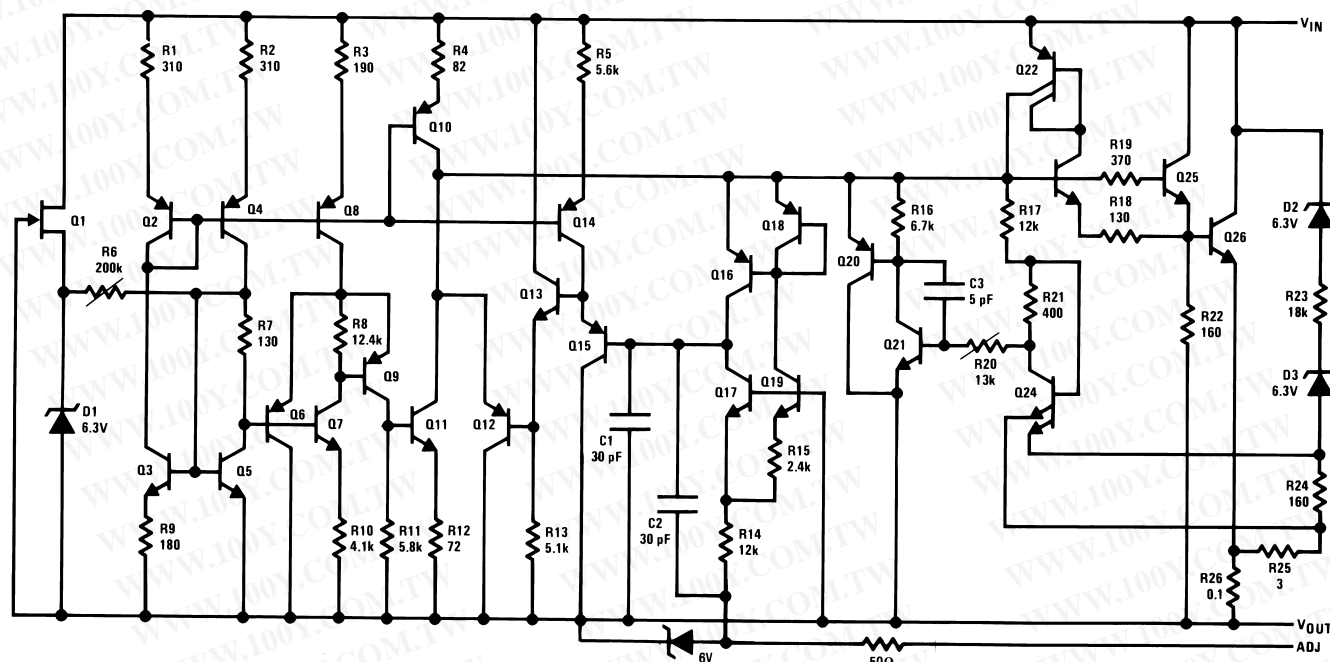 VIN
R1
310
R2
310
R3
190
R4
82
R5
5.6k
Q22
Q10
R19
370
Q25
Q1
Q2
Q4
Q8
Q14
Q18
R16
6.7k
R17
12k
R18
130
Q26
D2
6.3V
R6
200k
Q16
Q20
Q13
C3
5 pF
R7
130
R8
12.4k
Q15
Q21
R20
13k
R21
400
R22
160
R23
18k
Q9
Q17
Q19
Q24
D3
6.3V
D1
6.3V
Q6
Q7
Q11
Q12
C1
30 pF
R15
2.4k
Q3
Q5
R24
160
R9
180
R10
4.1k
R11
5.8k
R12
72
R13
5.1k
C2
30 pF
R14
12k
R25
3
R26
0.1
VOUT
ADJ
6V
50Ω
WWW.100Y.COM.TW